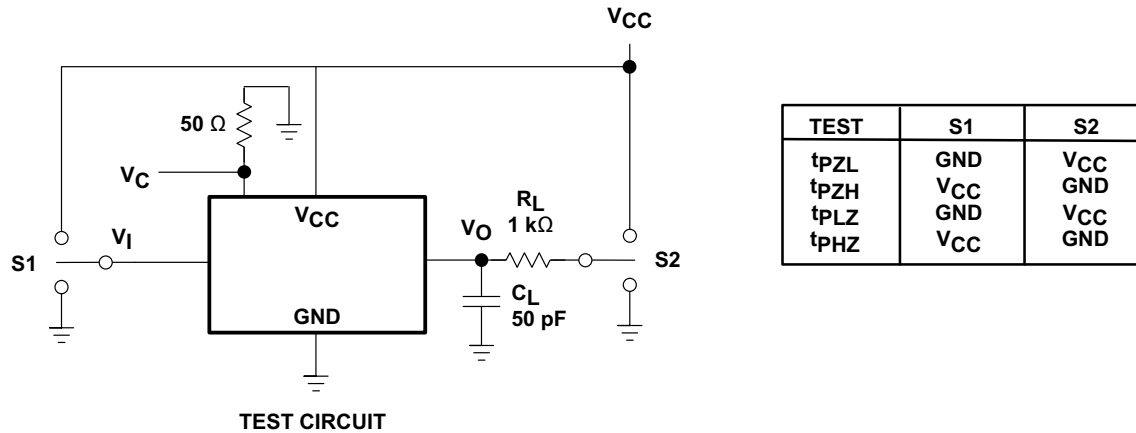 VCC
50 Ω
VC
VCC
RL
1 kΩ
VO
VI
S1
S2
CL
50 pF
GND
TEST CIRCUIT
TEST S1 S2
tPZL GND VCC
tPZH VCC GND
tPLZ GND VCC
tPHZ VCC GND